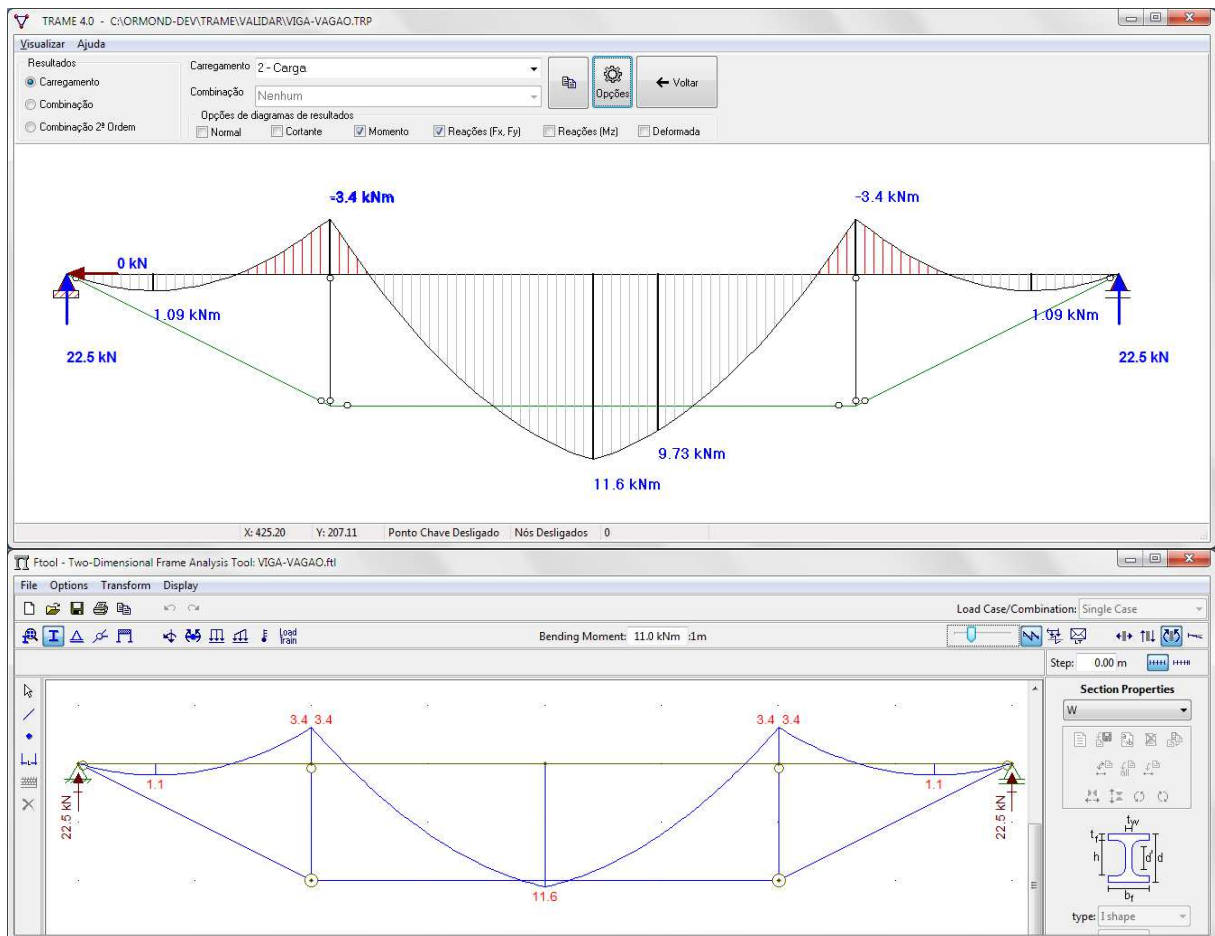 TRAME 4.0 - C:\ORMOND-DEV\TRAME\VALIDAR\VIGA-VAGAO.TRP
Visualizar Ajuda
Resultados
Carregamento
Combinação
Combinação 2ª Ordem
Carregamento 2 - Carga
Combinação Nenhum
Opções
Voltar
Opções de diagramas de resultados
Normal Cortante Momento Reações (Fx, Fy) Reações (Mz) Deformada
-3.4 kNm -3.4 kNm
0 kN
1.09 kNm 1.09 kNm
22.5 kN 22.5 kN
9.73 kNm
11.6 kNm
X: 425.20 Y: 207.11 Ponto Chave Desligado Nós Desligados 0
Ftool - Two-Dimensional Frame Analysis Tool: VIGA-VAGAO.ftl
File Options Transform Display
Load Case/Combination: Single Case
Load Train
Bending Moment: 11.0 kNm :1m
Step: 0.00 m
Section Properties
W
3.4 3.4 3.4 3.4
1.1 1.1
22.5 kN 22.5 kN
11.6
tw
tf
h d' d
bf
type: I shape